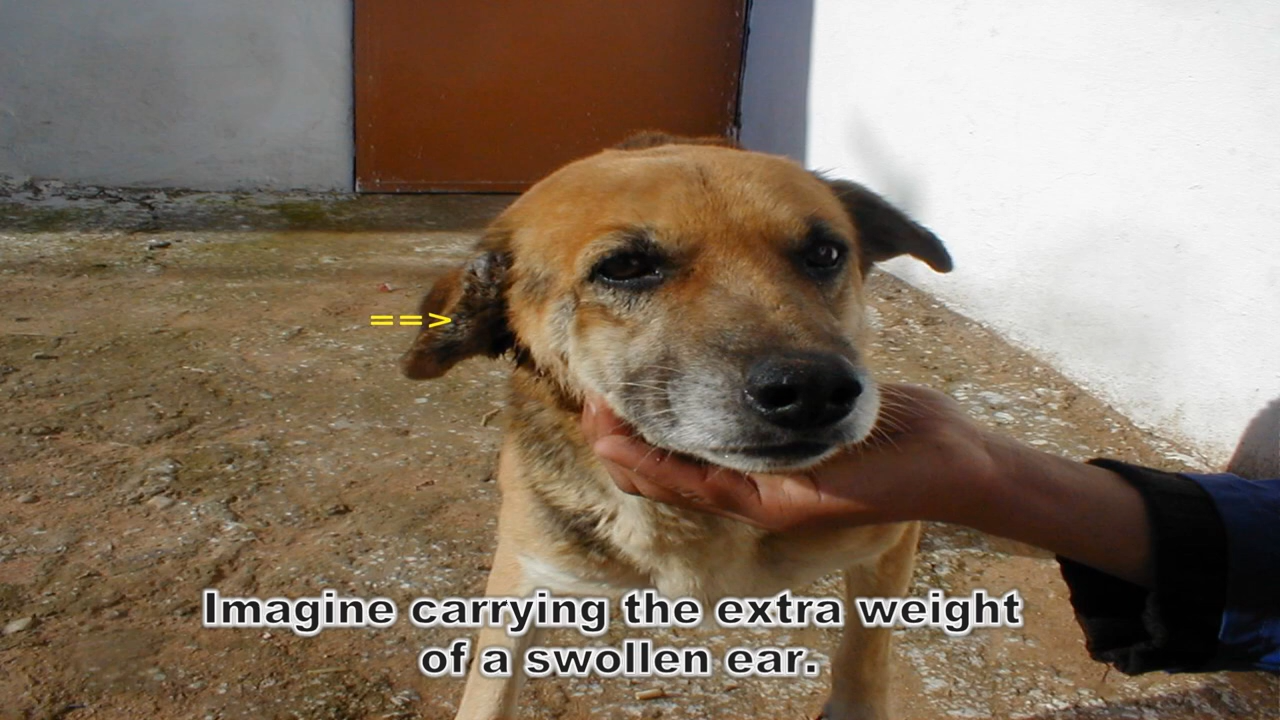 ==>
Imagine carrying the extra weight
of a swollen ear.